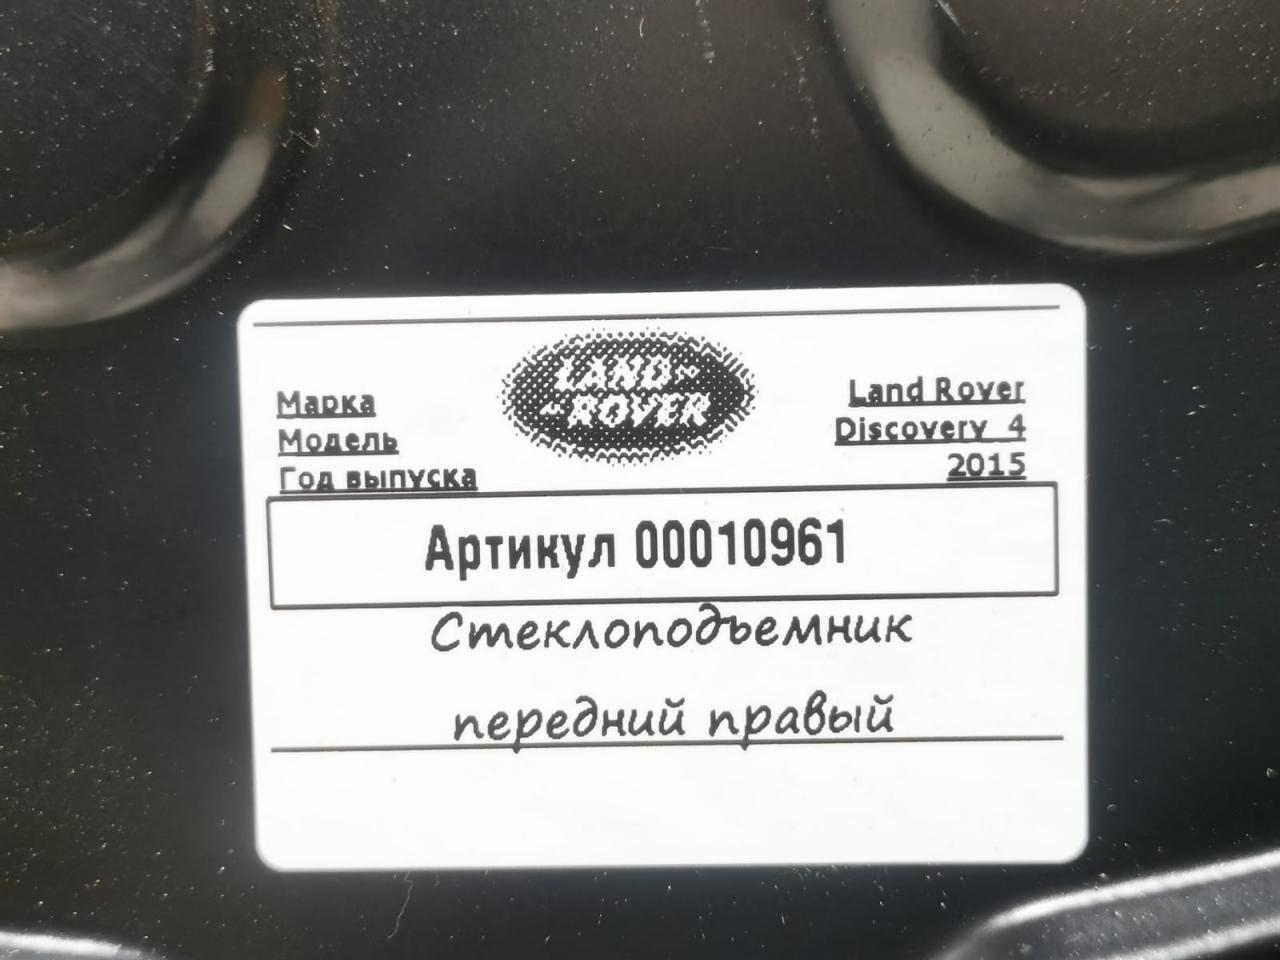 LAND
ROVER
Марка Land Rover
Модель Discovery 4
Год выпуска 2015
Артикул 00010961
Стеклоподъемник
передний правый